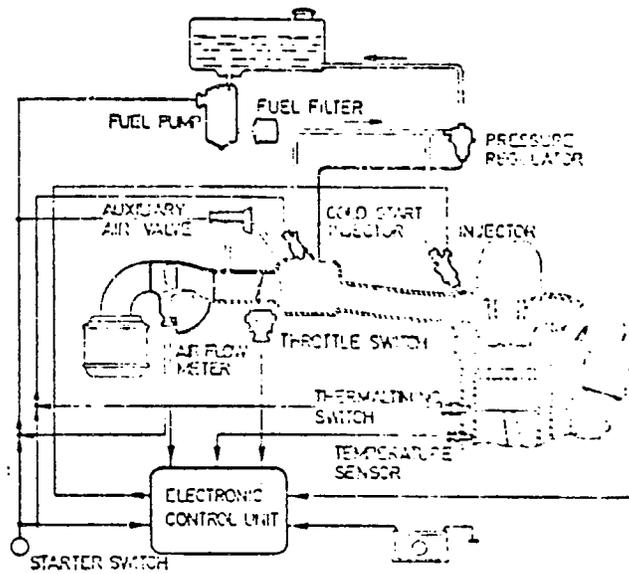 FUEL PUMP
FUEL FILTER
PRESSURE
REGULATOR
AUXILIARY
AIR VALVE
COLD START
INJECTOR
INJECTOR
AIR FLOW
METER
THROTTLE SWITCH
THERMALTINING
SWITCH
TEMPERATURE
SENSOR
ELECTRONIC
CONTROL UNIT
STARTER SWITCH